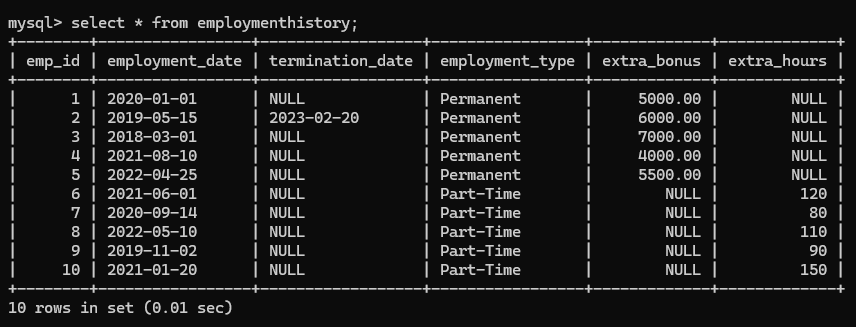 mysql> select * from employmenthistory;
+--------+-----------------+------------------+-----------------+-------------+-------------+
| emp_id | employment_date | termination_date | employment_type | extra_bonus | extra_hours |
+--------+-----------------+------------------+-----------------+-------------+-------------+
|      1 | 2020-01-01      | NULL             | Permanent       |     5000.00 |        NULL |
|      2 | 2019-05-15      | 2023-02-20       | Permanent       |     6000.00 |        NULL |
|      3 | 2018-03-01      | NULL             | Permanent       |     7000.00 |        NULL |
|      4 | 2021-08-10      | NULL             | Permanent       |     4000.00 |        NULL |
|      5 | 2022-04-25      | NULL             | Permanent       |     5500.00 |        NULL |
|      6 | 2021-06-01      | NULL             | Part-Time       |        NULL |         120 |
|      7 | 2020-09-14      | NULL             | Part-Time       |        NULL |          80 |
|      8 | 2022-05-10      | NULL             | Part-Time       |        NULL |         110 |
|      9 | 2019-11-02      | NULL             | Part-Time       |        NULL |          90 |
|     10 | 2021-01-20      | NULL             | Part-Time       |        NULL |         150 |
+--------+-----------------+------------------+-----------------+-------------+-------------+
10 rows in set (0.01 sec)